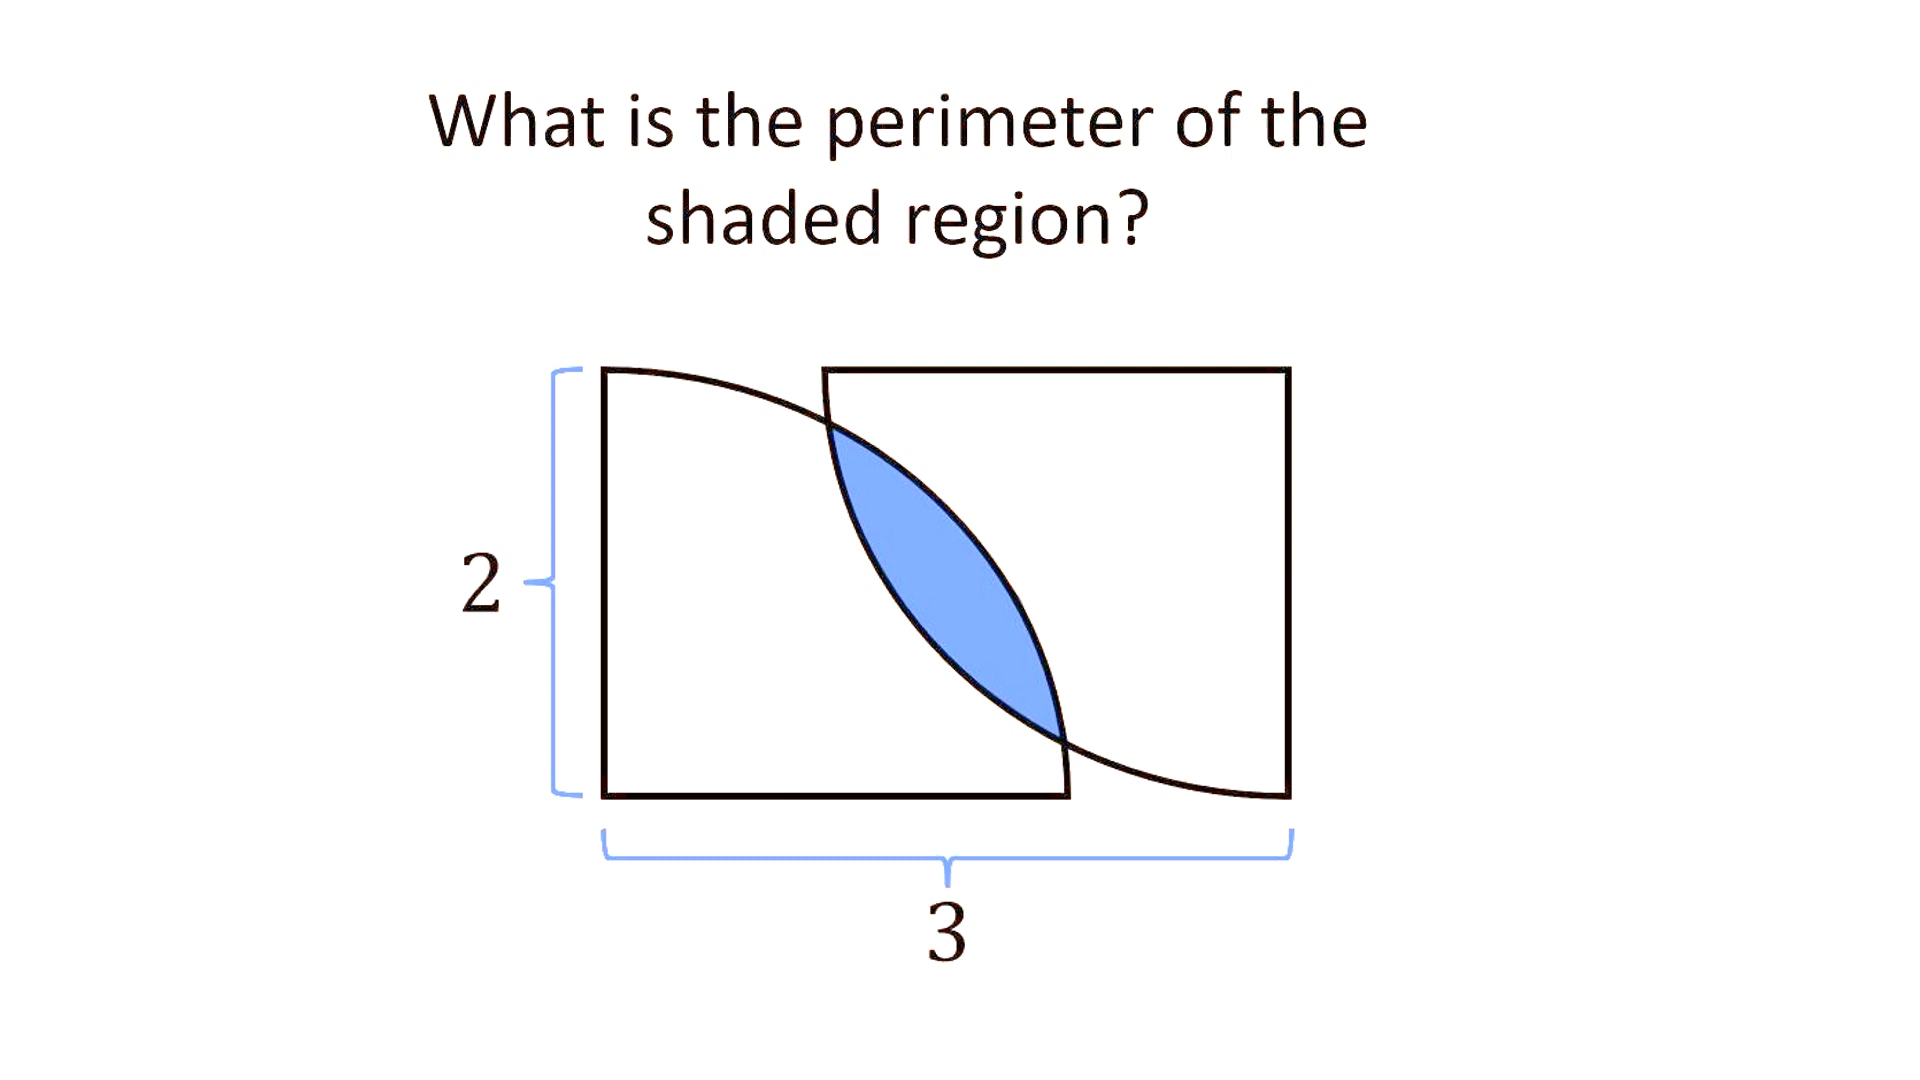 What is the perimeter of the
shaded region?
2
3